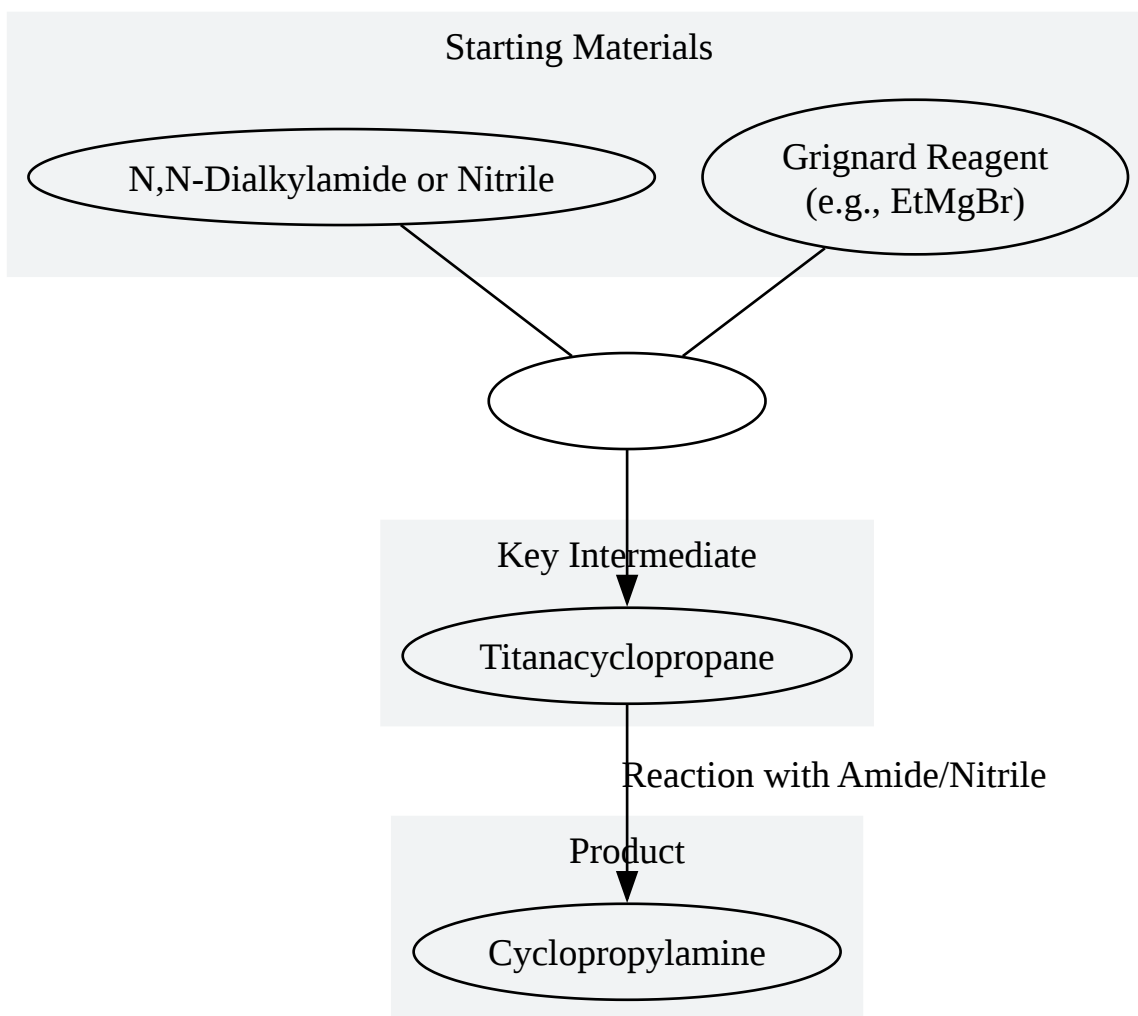 Starting Materials
N,N-Dialkylamide or Nitrile
Grignard Reagent
(e.g., EtMgBr)
Key Intermediate
Titanacyclopropane
Reaction with Amide/Nitrile
Product
Cyclopropylamine